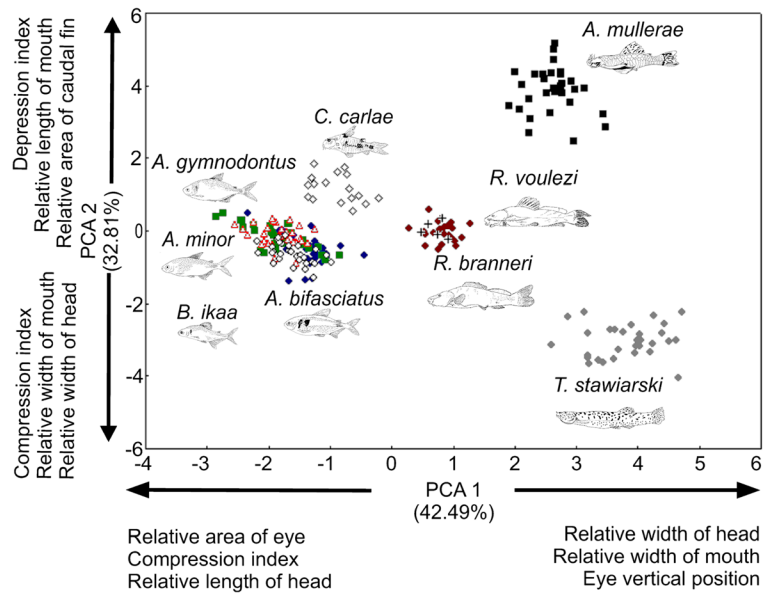 Depression index
Relative length of mouth
Relative area of caudal fin
PCA 2
(32.81%)
Compression index
Relative width of mouth
Relative width of head
6
4
2
0
-2
-4
-6
A. mullerae
C. carlae
A. gymnodontus
R. voulezi
A. minor
R. branneri
B. ikaa
A. bifasciatus
T. stawiarski
-4
-3
-2
-1
0
1
2
3
4
5
6
PCA 1
(42.49%)
Relative area of eye
Compression index
Relative length of head
Relative width of head
Relative width of mouth
Eye vertical position